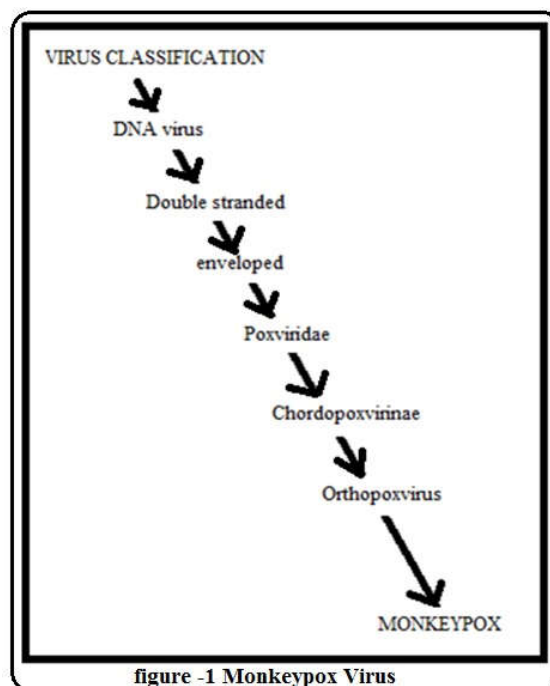 VIRUS CLASSIFICATION
DNA virus
Double stranded
enveloped
Poxviridae
Chordopoxvirinae
Orthopoxvirus
MONKEYPOX
figure -1 Monkeypox Virus